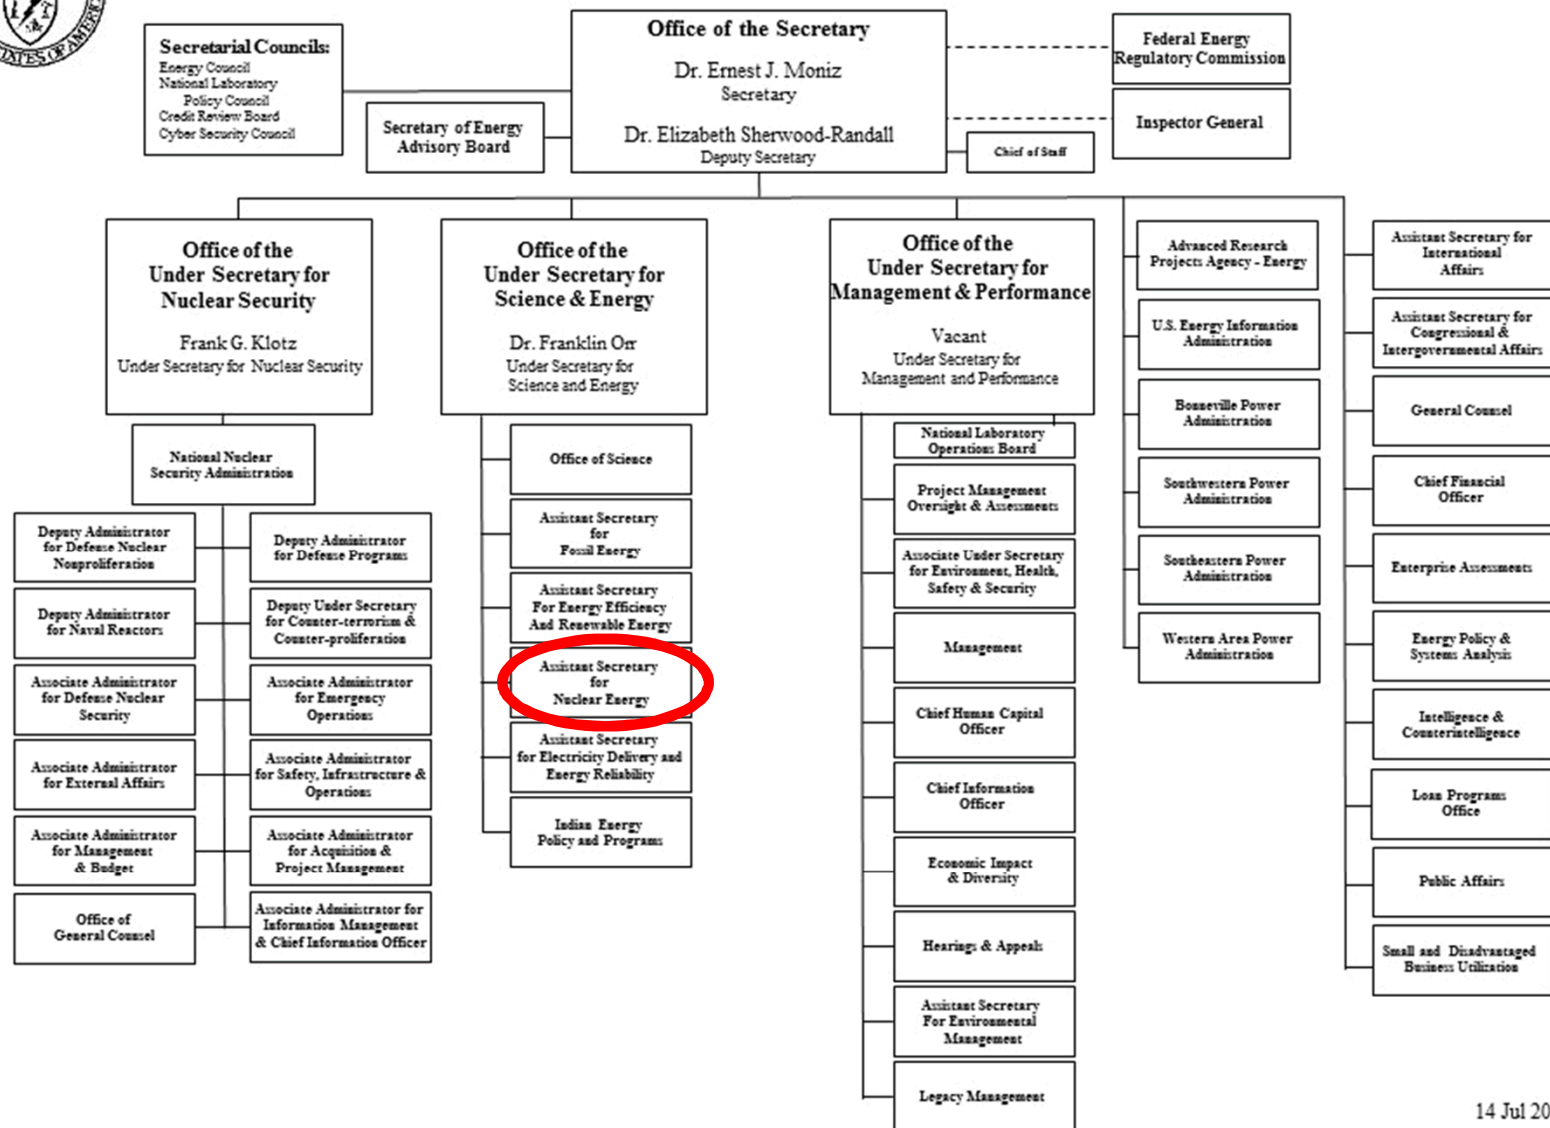 TATES OF AMERI
Secretarial Councils:
Energy Council
National Laboratory
Policy Council
Credit Review Board
Cyber Security Council
Secretary of Energy
Advisory Board
Office of the Secretary
Dr. Ernest J. Moniz
Secretary
Dr. Elizabeth Sherwood-Randall
Deputy Secretary
Federal Energy
Regulatory Commission
Inspector General
Chief of Staff
Office of the
Under Secretary for
Nuclear Security
Frank G. Klotz
Under Secretary for Nuclear Security
National Nuclear
Security Administration
Deputy Administrator
for Defense Nuclear
Nonproliferation
Deputy Administrator
for Defense Programs
Deputy Administrator
for Naval Reactors
Deputy Under Secretary
for Counter-terrorism &
Counter-proliferation
Associate Administrator
for Defense Nuclear
Security
Associate Administrator
for Emergency
Operations
Associate Administrator
for External Affairs
Associate Administrator
for Safety, Infrastructure &
Operations
Associate Administrator
for Management
& Budget
Associate Administrator
for Acquisition &
Project Management
Office of
General Counsel
Associate Administrator for
Information Management
& Chief Information Officer
Office of the
Under Secretary for
Science & Energy
Dr. Franklin Orr
Under Secretary for
Science and Energy
Office of Science
Assistant Secretary
for
Fossil Energy
Assistant Secretary
For Energy Efficiency
And Renewable Energy
Assistant Secretary
for
Nuclear Energy
Assistant Secretary
for Electricity Delivery and
Energy Reliability
Indian Energy
Policy and Programs
Office of the
Under Secretary for
Management & Performance
Vacant
Under Secretary for
Management and Performance
National Laboratory
Operations Board
Project Management
Oversight & Assessments
Associate Under Secretary
for Environment, Health,
Safety & Security
Management
Chief Human Capital
Officer
Chief Information
Officer
Economic Impact
& Diversity
Hearings & Appeals
Assistant Secretary
For Environmental
Management
Legacy Management
Advanced Research
Projects Agency - Energy
U.S. Energy Information
Administration
Bonneville Power
Administration
Southwestern Power
Administration
Southeastern Power
Administration
Western Area Power
Administration
Assistant Secretary for
International
Affairs
Assistant Secretary for
Congressional &
Intergovernmental Affairs
General Counsel
Chief Financial
Officer
Enterprise Assessments
Energy Policy &
Systems Analysis
Intelligence &
Counterintelligence
Loan Programs
Office
Public Affairs
Small and Disadvantaged
Business Utilization
14 Jul 20